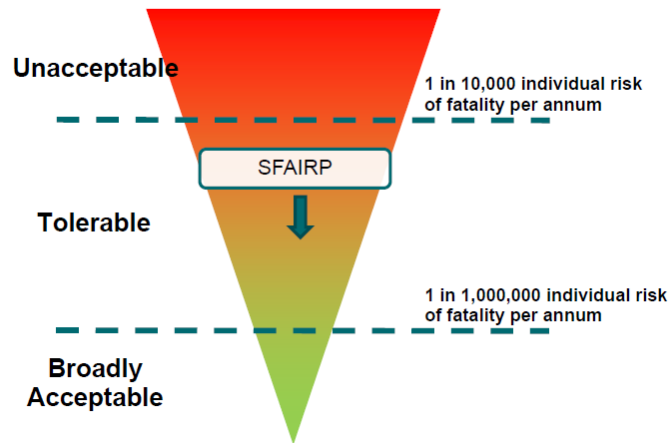 Unacceptable
1 in 10,000 individual risk
of fatality per annum
SFAIRP
Tolerable
1 in 1,000,000 individual risk
of fatality per annum
Broadly
Acceptable